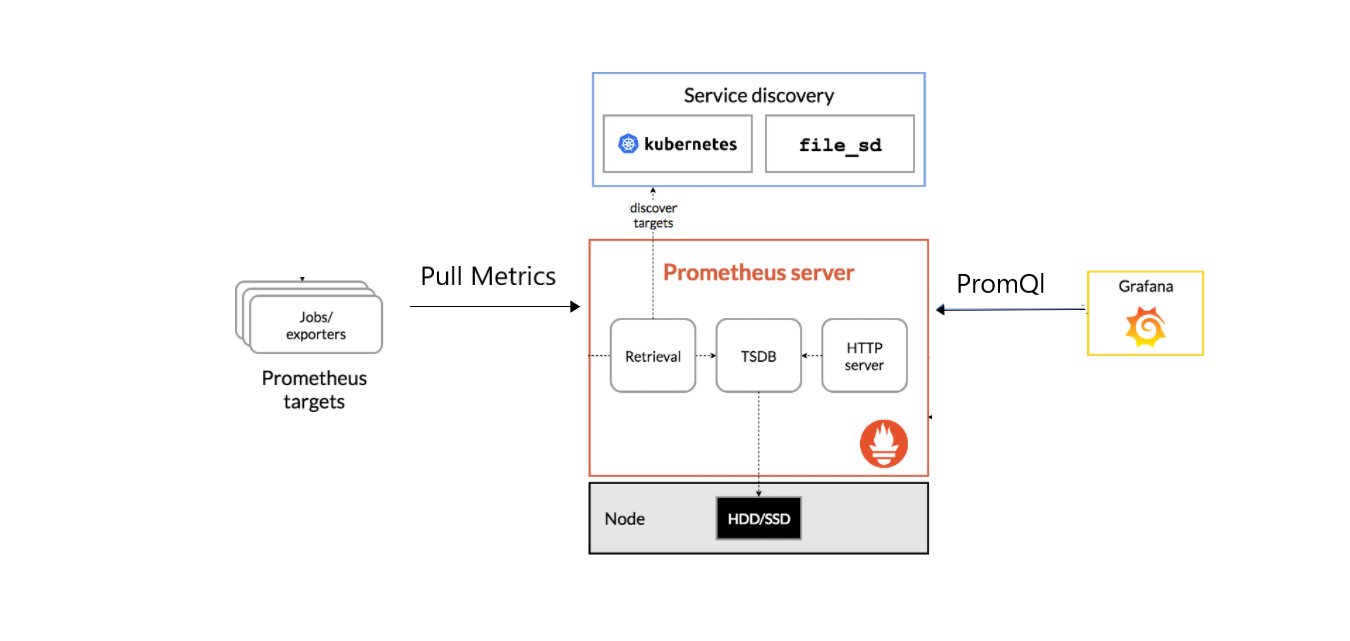 Service discovery
kubernetes
file_sd
discover
targets
Prometheus server
Pull Metrics
PromQl
Grafana
Jobs/
exporters
Prometheus
targets
Retrieval
TSDB
HTTP
server
Node
HDD/SSD